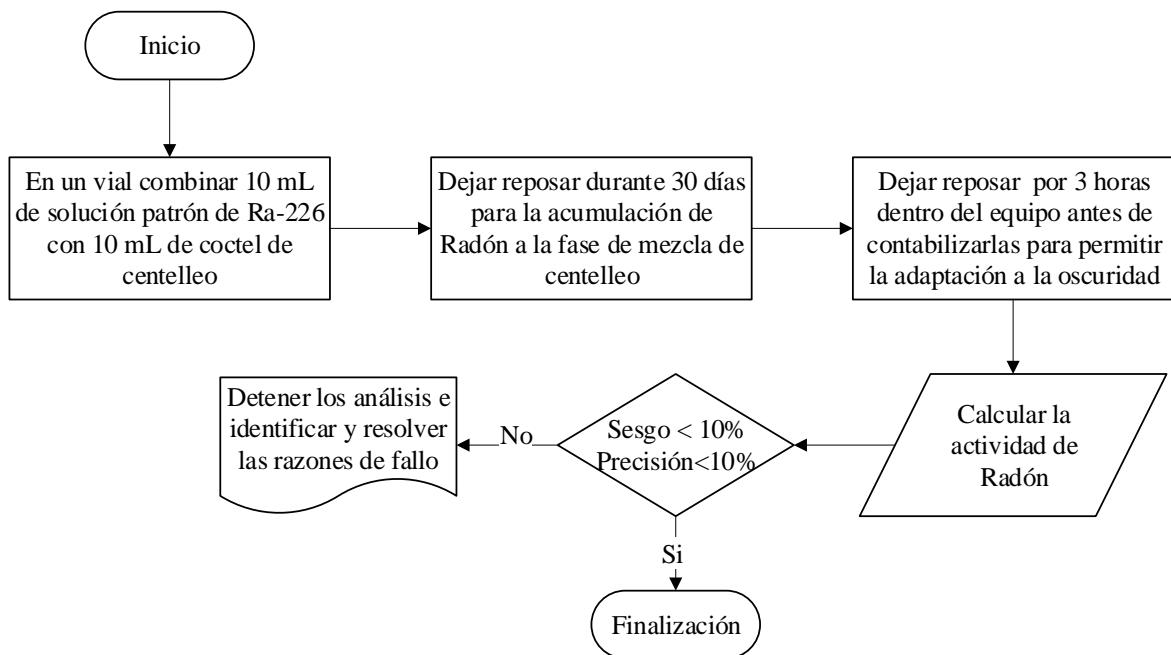 Inicio
En un vial combinar 10 mL
de solución patrón de Ra-226
con 10 mL de coctel de
centelleo
Dejar reposar durante 30 días
para la acumulación de
Radón a la fase de mezcla de
centelleo
Dejar reposar por 3 horas
dentro del equipo antes de
contabilizarlas para permitir
la adaptación a la oscuridad
Calcular la
actividad de
Radón
Sesgo < 10%
Precisión<10%
No
Detener los análisis e
identificar y resolver
las razones de fallo
Si
Finalización